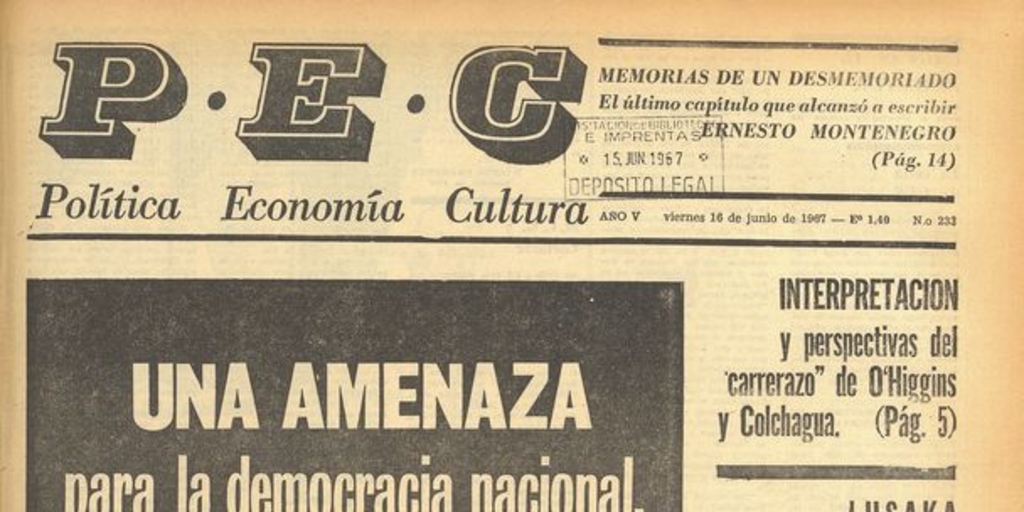 P·E·C
Política Economía Cultura
MEMORIAS DE UN DESMEMORIADO
El último capítulo que alcanzó a escribir
ERNESTO MONTENEGRO
(Pág. 14)
E IMPRENTAS
15 JUN 1967
DEPOSITO LEGAL
AÑO V viernes 16 de junio de 1967 — Eº 1,40 N.o 233
UNA AMENAZA
para la democracia nacional.
INTERPRETACION
y perspectivas del
"carrerazo" de O'Higgins
y Colchagua. (Pág. 5)
LUSAKA